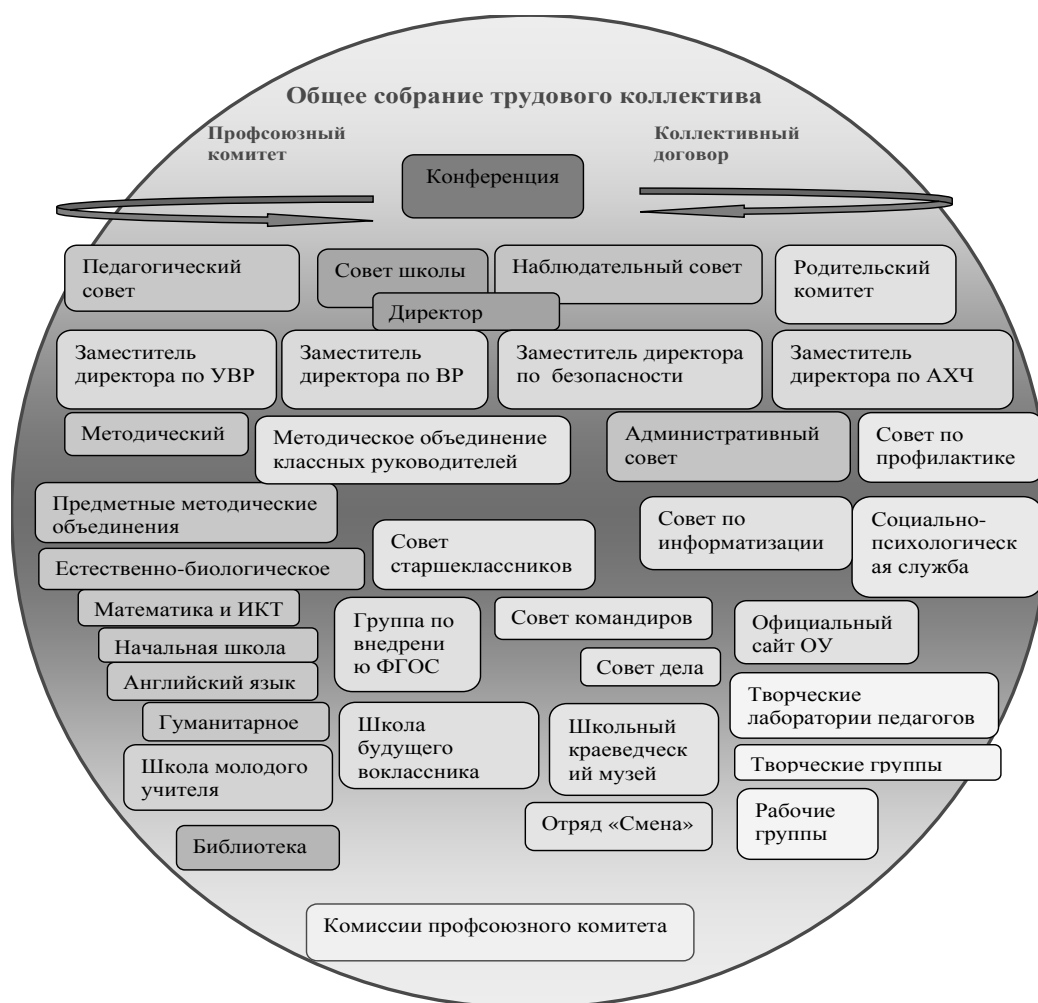 Общее собрание трудового коллектива
Профсоюзный
комитет
Коллективный
договор
Конференция
Педагогический
совет
Совет школы
Наблюдательный совет
Родительский
комитет
Директор
Заместитель
директора по УВР
Заместитель
директора по ВР
Заместитель директора
по безопасности
Заместитель
директора по АХЧ
Методический
Методическое объединение
классных руководителей
Административный
совет
Совет по
профилактике
Предметные методические
объединения
Совет
старшеклассников
Совет по
информатизации
Социально-
психологическ
ая служба
Естественно-биологическое
Математика и ИКТ
Начальная школа
Английский язык
Гуманитарное
Школа молодого
учителя
Библиотека
Группа по
внедрени
ю ФГОС
Совет командиров
Совет дела
Официальный
сайт ОУ
Школа
будущего
воклассника
Школьный
краеведческ
ий музей
Творческие
лаборатории педагогов
Творческие группы
Отряд «Смена»
Рабочие
группы
Комиссии профсоюзного комитета